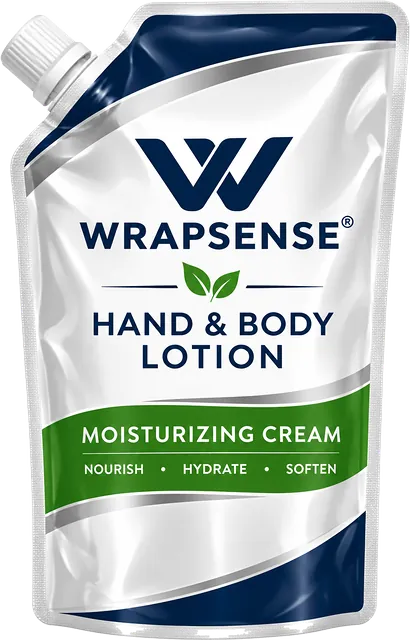 WRAPSENSE®
HAND & BODY
LOTION
MOISTURIZING CREAM
NOURISH • HYDRATE • SOFTEN